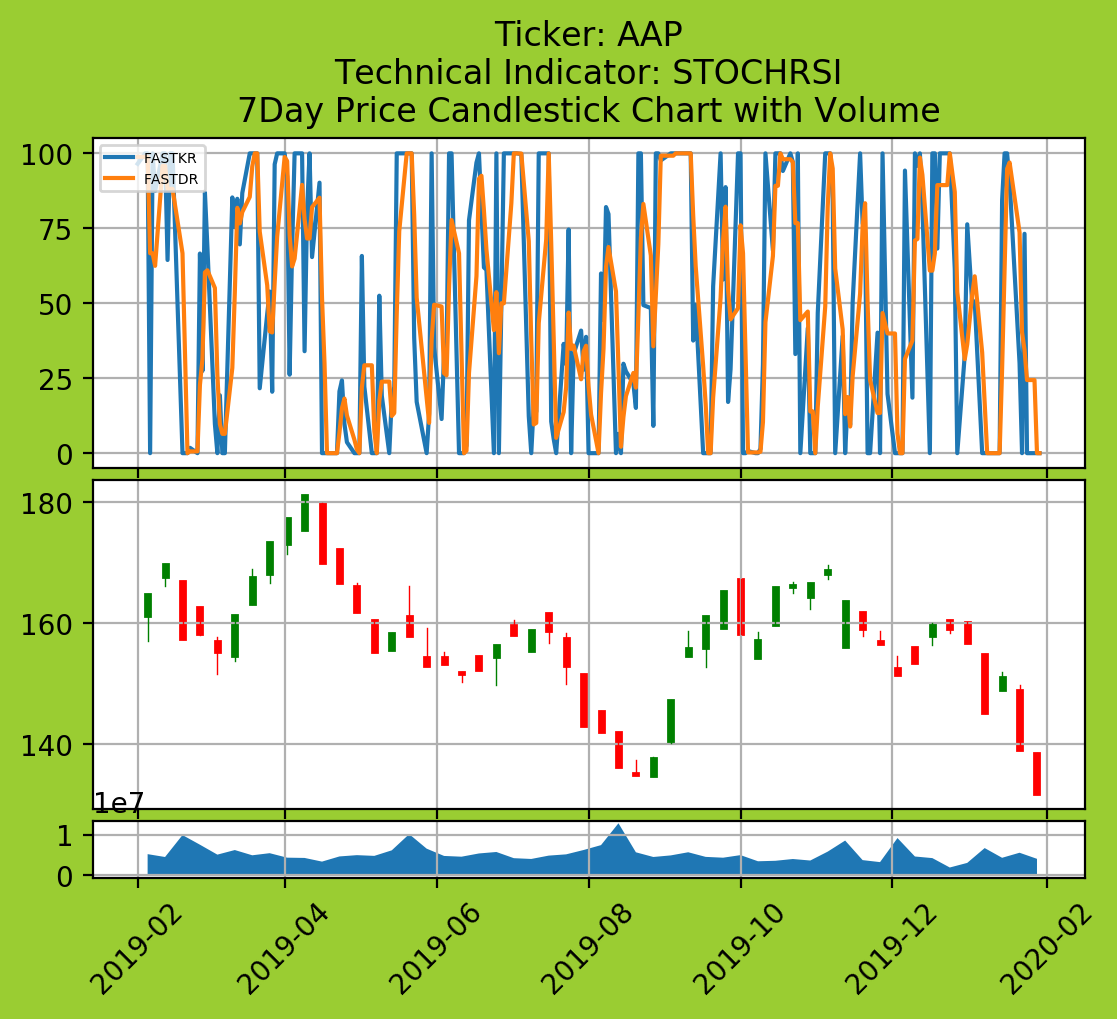 Ticker: AAP
Technical Indicator: STOCHRSI
7Day Price Candlestick Chart with Volume
100
75
50
25
0
FASTKR
FASTDR
180
160
140
1e7
1
0
2019-02
2019-04
2019-06
2019-08
2019-10
2019-12
2020-02